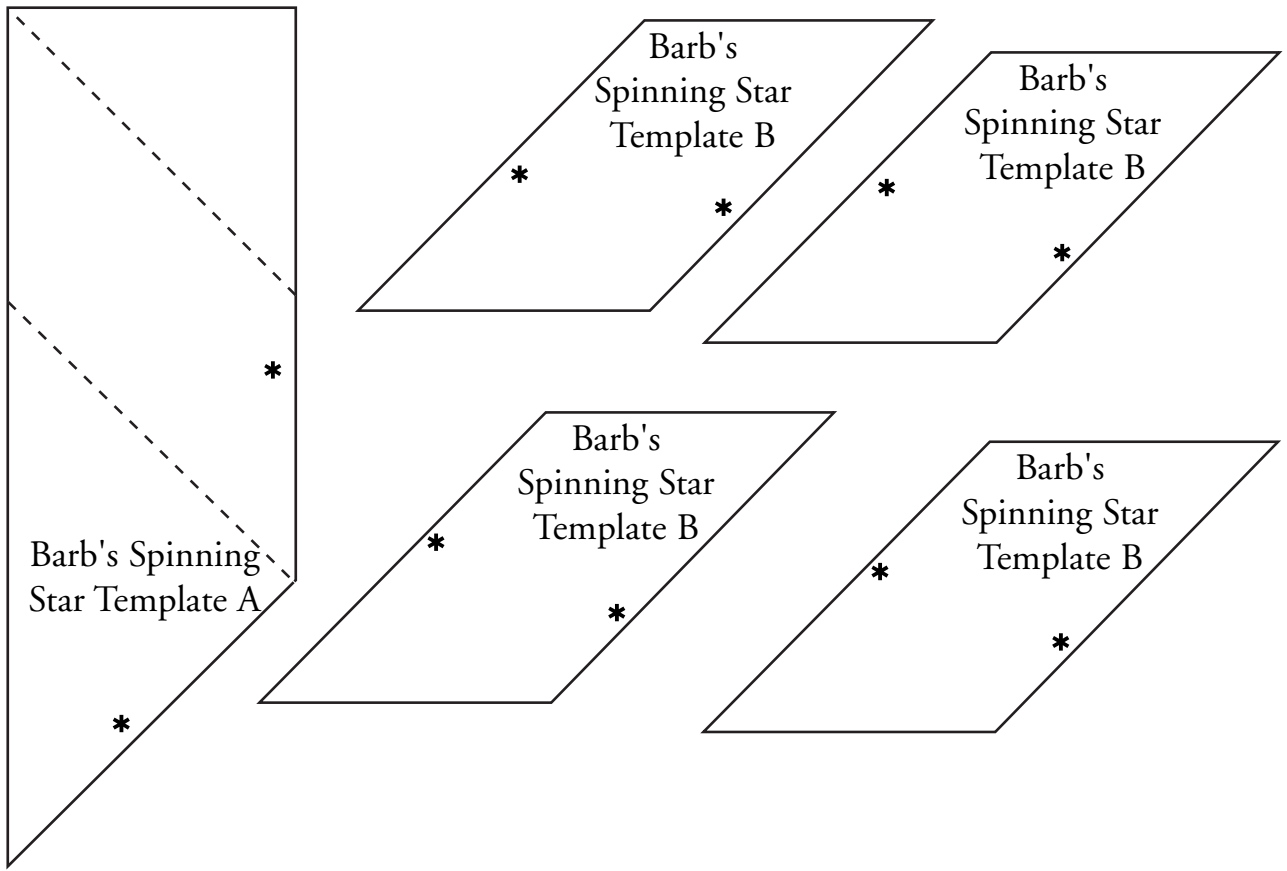 Barb's
Spinning Star
Template B
*
*
Barb's
Spinning Star
Template B
*
*
*
Barb's
Spinning Star
Template B
*
*
Barb's
Spinning Star
Template B
*
*
Barb's Spinning
Star Template A
*